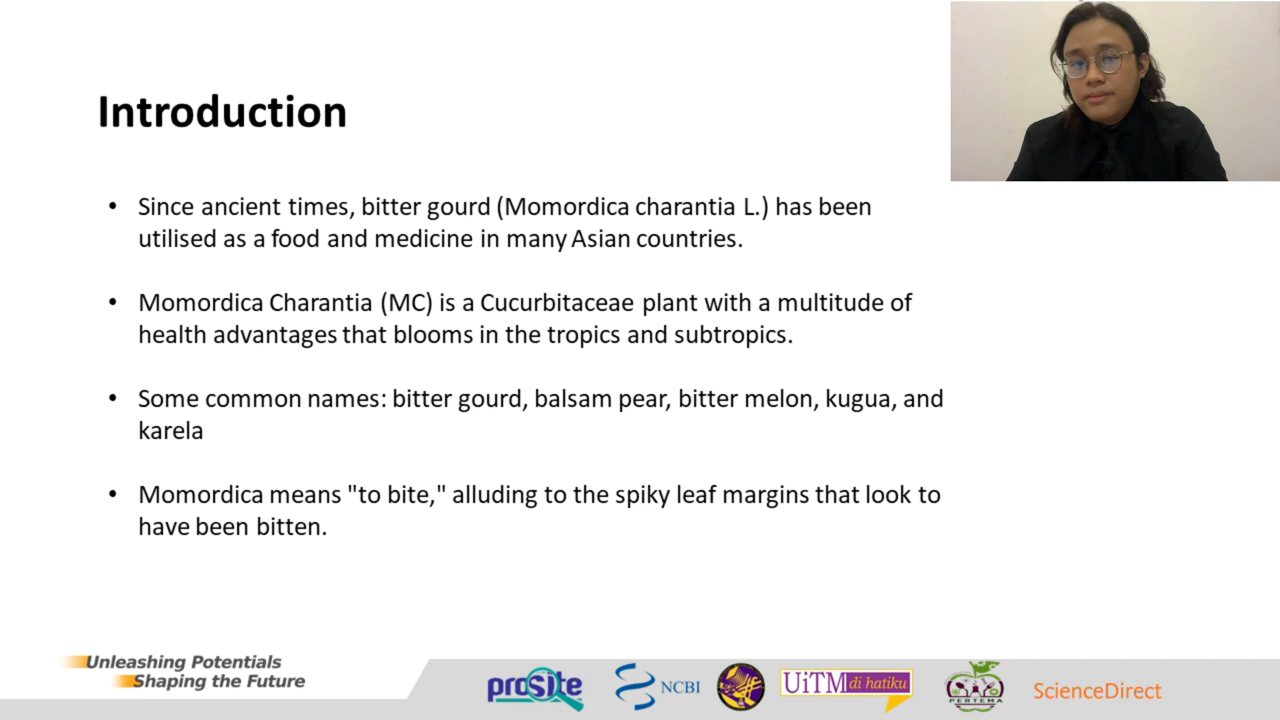 Introduction
• Since ancient times, bitter gourd (Momordica charantia L.) has been
utilised as a food and medicine in many Asian countries.
• Momordica Charantia (MC) is a Cucurbitaceae plant with a multitude of
health advantages that blooms in the tropics and subtropics.
• Some common names: bitter gourd, balsam pear, bitter melon, kugua, and
karela
• Momordica means "to bite," alluding to the spiky leaf margins that look to
have been bitten.
Unleashing Potentials
Shaping the Future
prosite
NCBI
UiTM di hatiku
PERTEMA
ScienceDirect